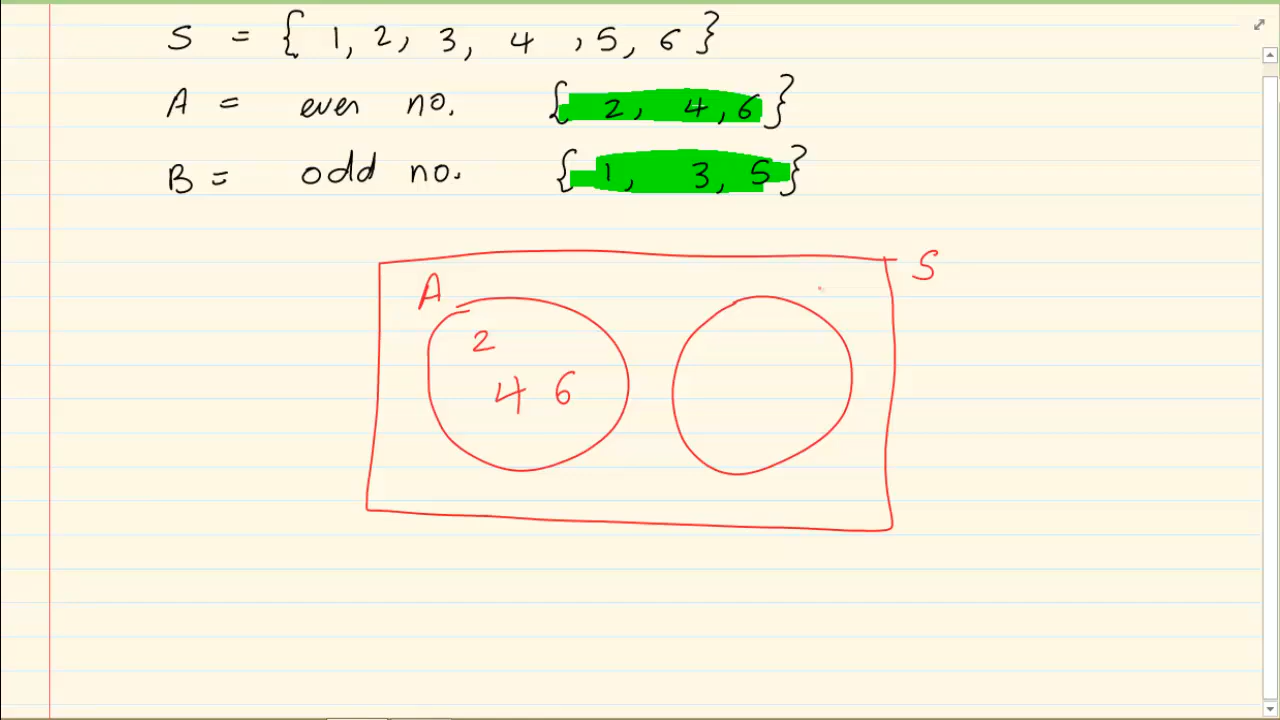 S = { 1, 2, 3, 4 , 5, 6 }
A = even no. { 2, 4, 6 }
B = odd no. { 1, 3, 5 }
S
A
2
4 6